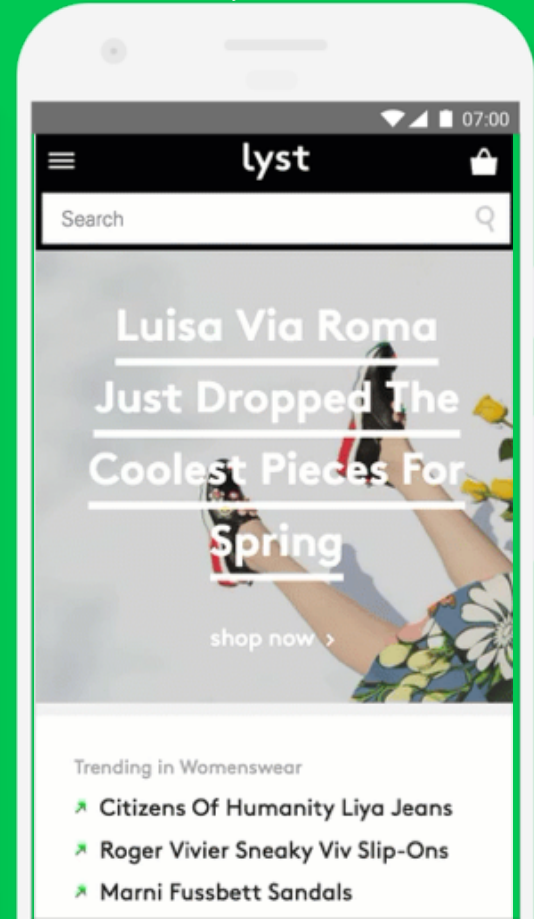 07:00
lyst
Search
Luisa Via Roma
Just Dropped The
Coolest Pieces For
Spring
shop now ›
Trending in Womenswear
Citizens Of Humanity Liya Jeans
Roger Vivier Sneaky Viv Slip-Ons
Marni Fussbett Sandals